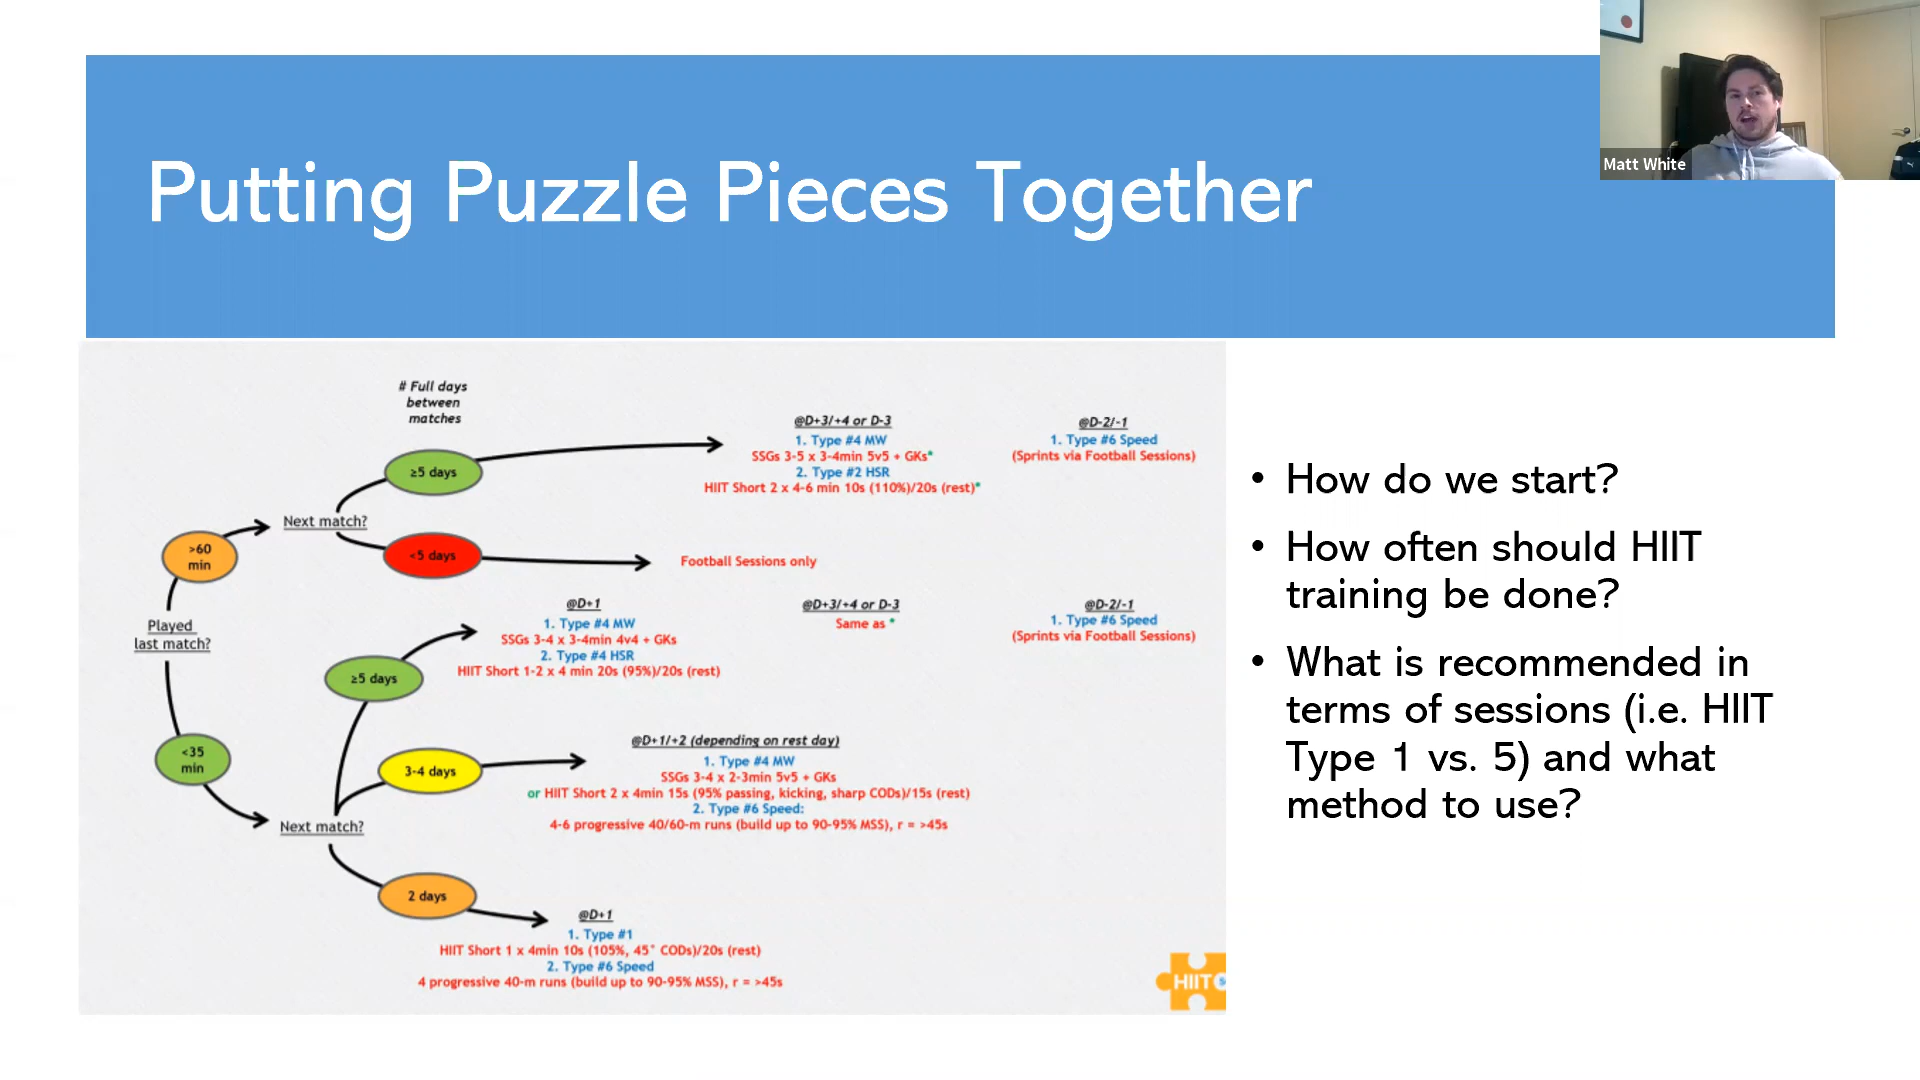 Matt White
Putting Puzzle Pieces Together
# Full days
between
matches
≥5 days
@D+3/+4 or D-3
1. Type #4 MW
SSGs 3-5 x 3-4min 5v5 + GKs*
2. Type #2 HSR
HIIT Short 2 x 4-6 min 10s (110%)/20s (rest)*
@D-2/-1
1. Type #6 Speed
(Sprints via Football Sessions)
Next match?
>60
min
<5 days
Football Sessions only
Played
last match?
@D+1
1. Type #4 MW
SSGs 3-4 x 3-4min 4v4 + GKs
2. Type #4 HSR
HIIT Short 1-2 x 4 min 20s (95%)/20s (rest)
@D+3/+4 or D-3
Same as *
@D-2/-1
1. Type #6 Speed
(Sprints via Football Sessions)
≥5 days
<35
min
3-4 days
@D+1/+2 (depending on rest day)
1. Type #4 MW
SSGs 3-4 x 2-3min 5v5 + GKs
or HIIT Short 2 x 4min 15s (95% passing, kicking, sharp CODs)/15s (rest)
2. Type #6 Speed:
4-6 progressive 40/60-m runs (build up to 90-95% MSS), r = >45s
Next match?
2 days
@D+1
1. Type #1
HIIT Short 1 x 4min 10s (105%, 45° CODs)/20s (rest)
2. Type #6 Speed
4 progressive 40-m runs (build up to 90-95% MSS), r = >45s
HIIT
• How do we start?
• How often should HIIT
training be done?
• What is recommended in
terms of sessions (i.e. HIIT
Type 1 vs. 5) and what
method to use?